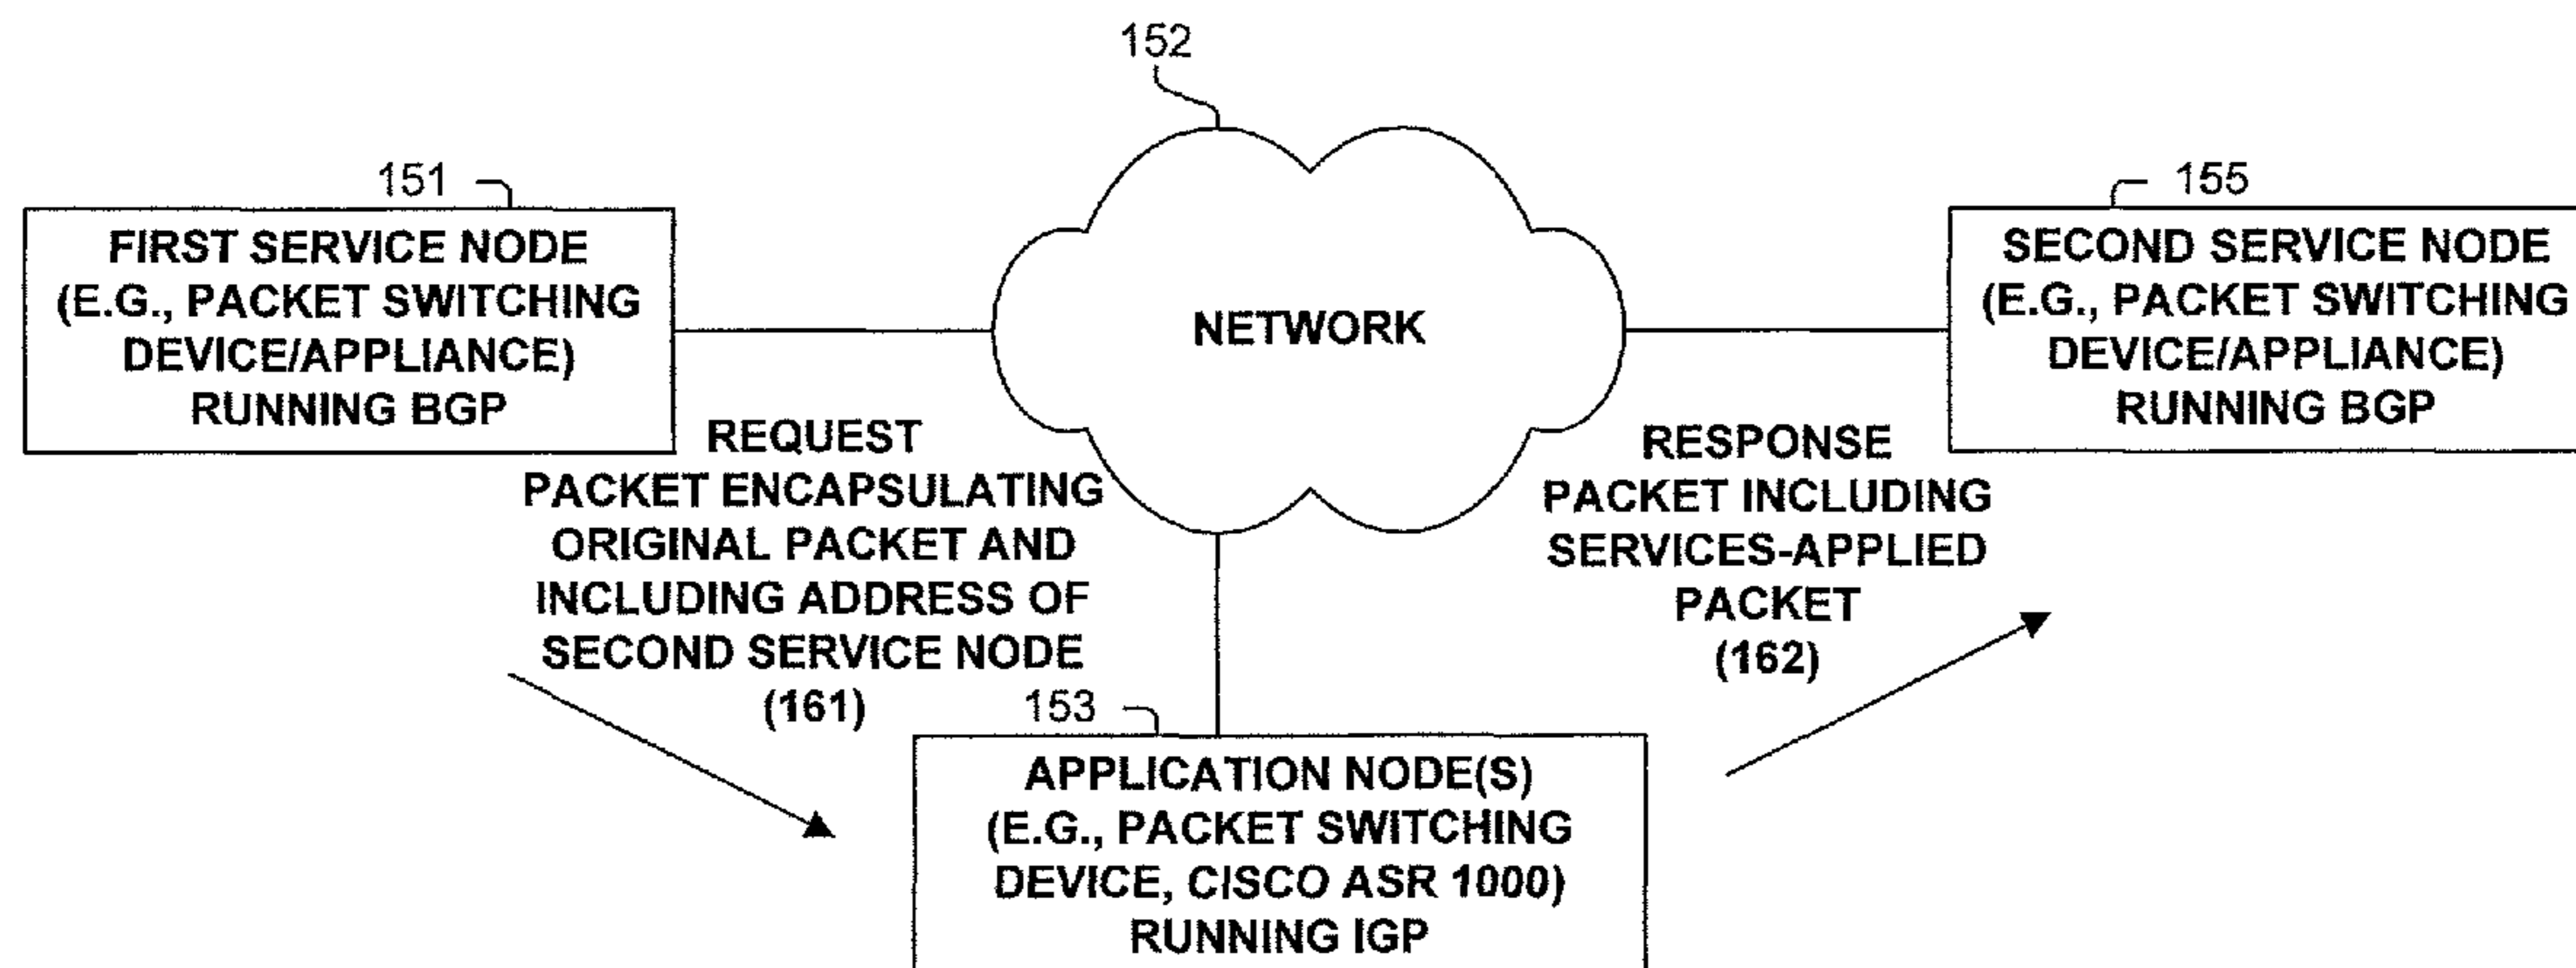 152
151
FIRST SERVICE NODE
(E.G., PACKET SWITCHING
DEVICE/APPLIANCE)
RUNNING BGP
NETWORK
155
SECOND SERVICE NODE
(E.G., PACKET SWITCHING
DEVICE/APPLIANCE)
RUNNING BGP
REQUEST
PACKET ENCAPSULATING
ORIGINAL PACKET AND
INCLUDING ADDRESS OF
SECOND SERVICE NODE
(161)
RESPONSE
PACKET INCLUDING
SERVICES-APPLIED
PACKET
(162)
153
APPLICATION NODE(S)
(E.G., PACKET SWITCHING
DEVICE, CISCO ASR 1000)
RUNNING IGP